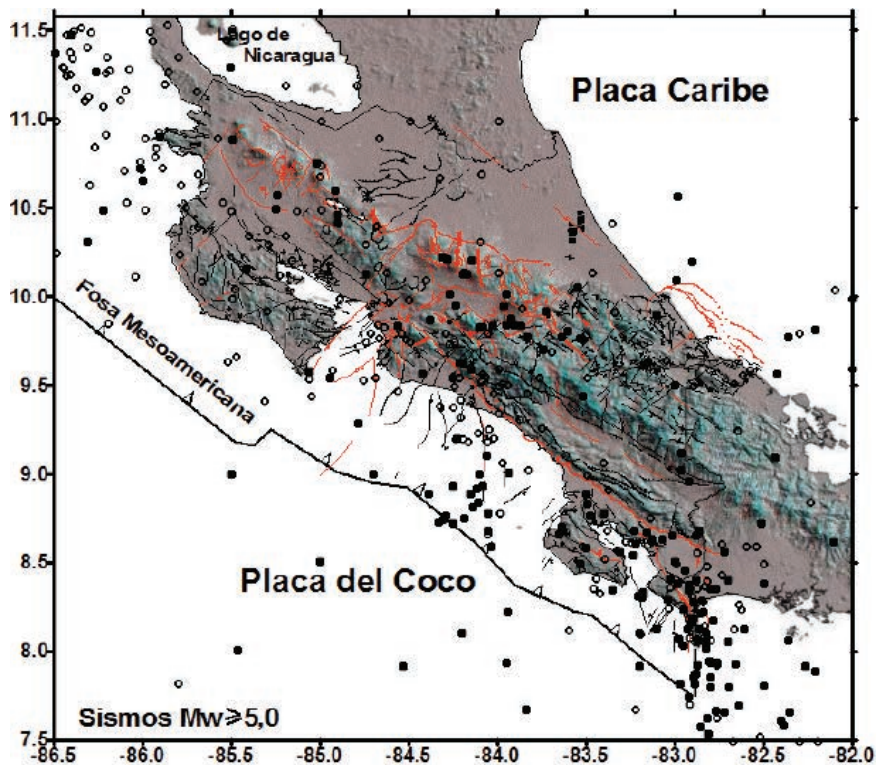 11.5
Lago de
Nicaragua
Placa Caribe
11.0
10.5
10.0
Fosa Mesoamericana
9.5
9.0
8.5
Placa del Coco
8.0
Sismos Mw≥5,0
7.5
-86.5 -86.0 -85.5 -85.0 -84.5 -84.0 -83.5 -83.0 -82.5 -82.0